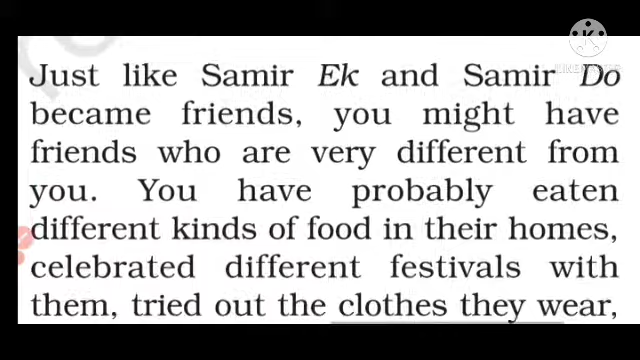 Just like Samir Ek and Samir Do
became friends, you might have
friends who are very different from
you. You have probably eaten
different kinds of food in their homes,
celebrated different festivals with
them, tried out the clothes they wear,